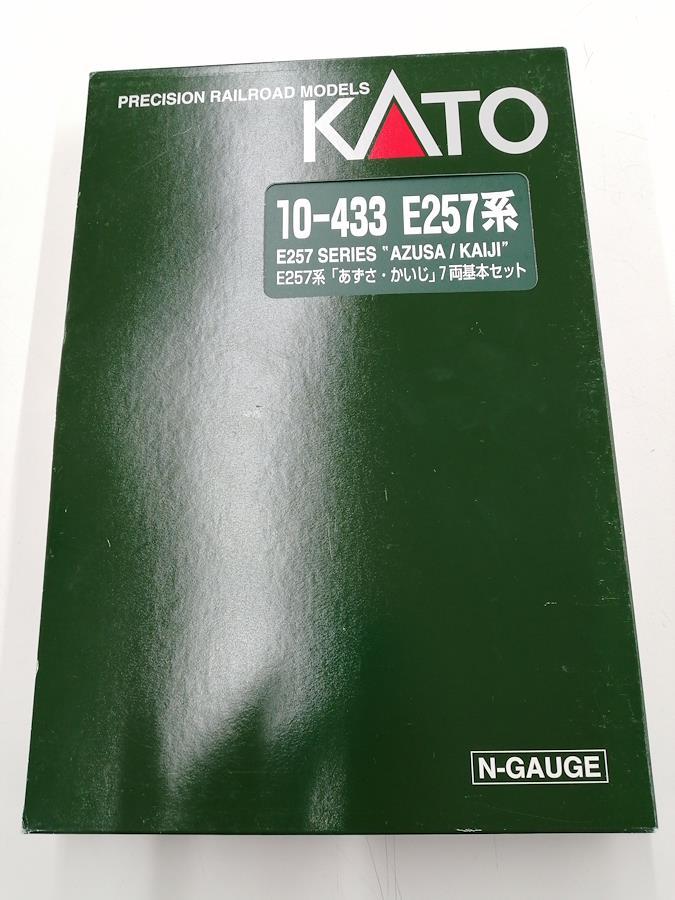 PRECISION RAILROAD MODELS
KATO
10-433 E257系
E257 SERIES "AZUSA / KAIJI"
E257系「あずさ・かいじ」7両基本セット
N-GAUGE